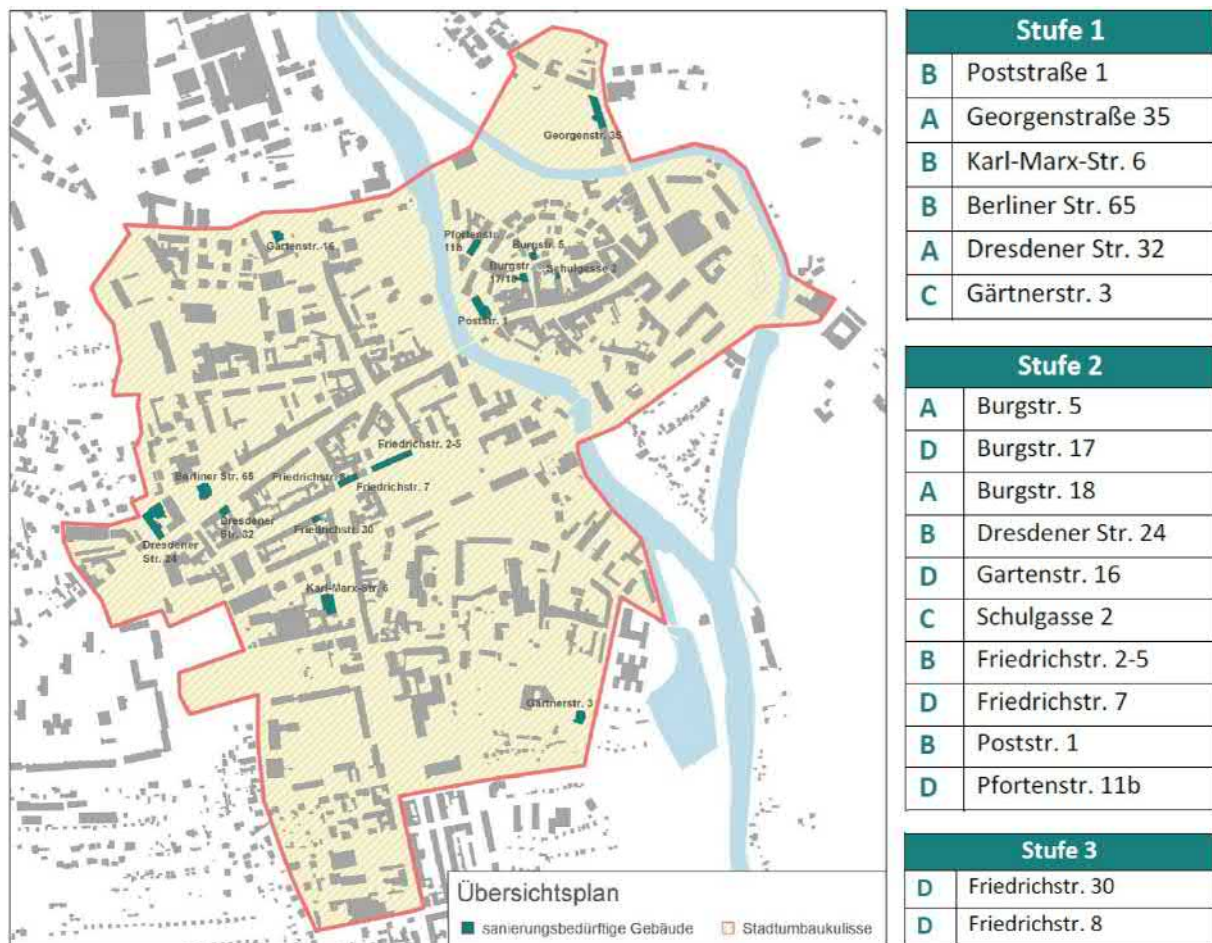 Georgenstr. 35
Pfortenstr.
11b
Burgstr. 5
Burgstr.
17/18
Schulgasse 2
Gartenstr. 16
Poststr. 1
Friedrichstr. 2-5
Berliner Str. 65
Friedrichstr. 8
Friedrichstr. 7
Dresdener
Str. 32
Friedrichstr. 30
Dresdener
Str. 24
Karl-Marx-Str. 6
Gärtnerstr. 3
Übersichtsplan
sanierungsbedürftige Gebäude
Stadtumbaukulisse
Stufe 1
B Poststraße 1
A Georgenstraße 35
B Karl-Marx-Str. 6
B Berliner Str. 65
A Dresdener Str. 32
C Gärtnerstr. 3
Stufe 2
A Burgstr. 5
D Burgstr. 17
A Burgstr. 18
B Dresdener Str. 24
D Gartenstr. 16
C Schulgasse 2
B Friedrichstr. 2-5
D Friedrichstr. 7
B Poststr. 1
D Pfortenstr. 11b
Stufe 3
D Friedrichstr. 30
D Friedrichstr. 8